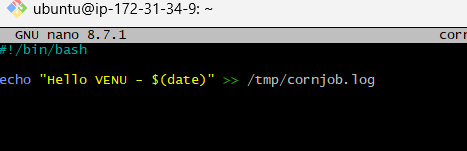 ubuntu@ip-172-31-34-9: ~
GNU nano 8.7.1 corn
#!/bin/bash
echo "Hello VENU - $(date)" >> /tmp/cornjob.log